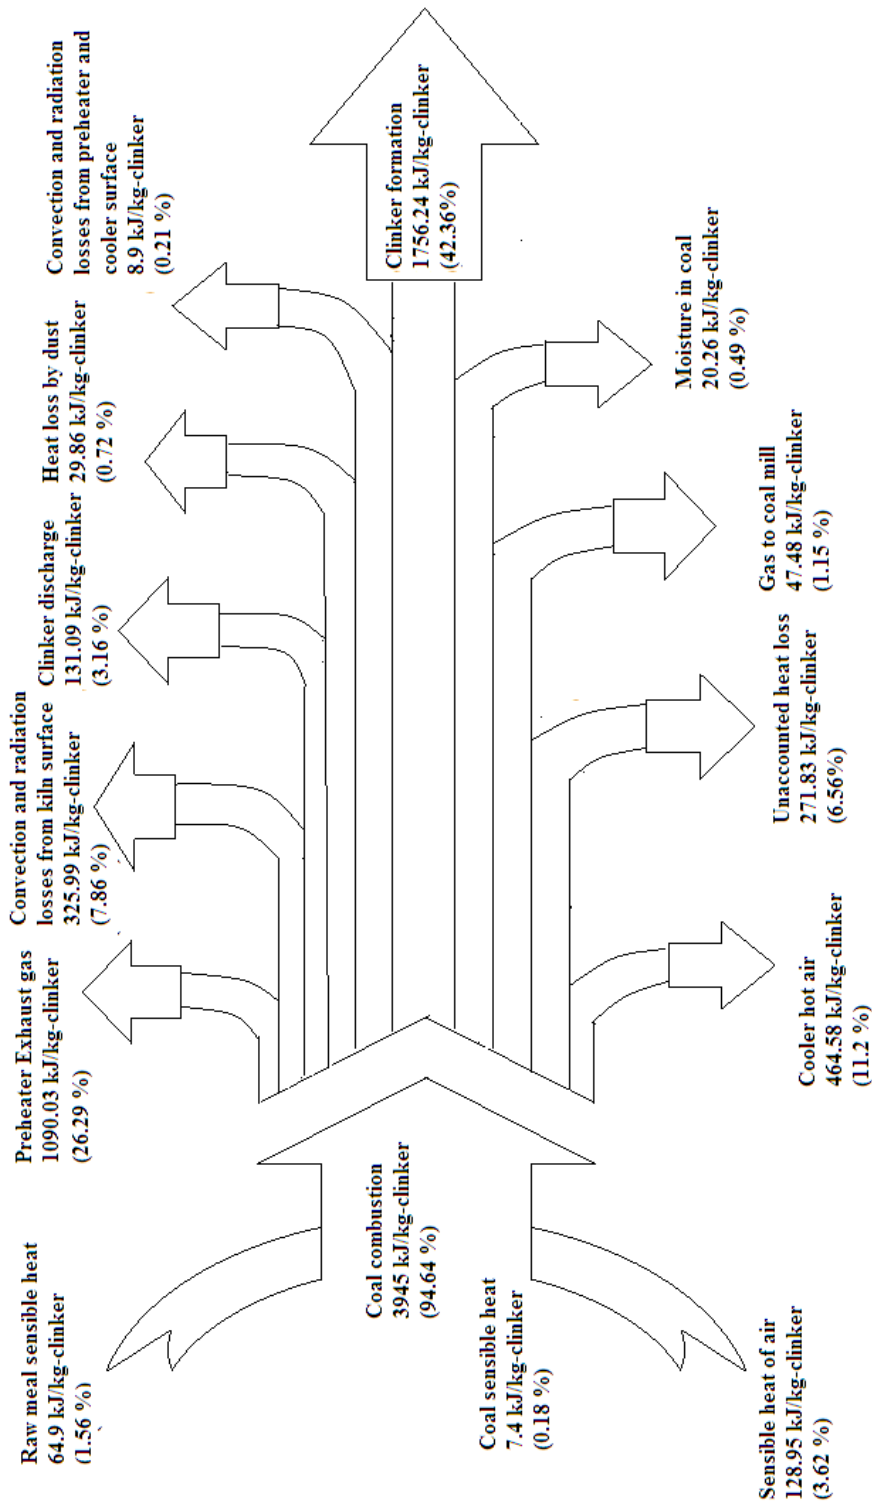 Raw meal sensible heat
64.9 kJ/kg-clinker
(1.56 %)
Coal combustion
3945 kJ/kg-clinker
(94.64 %)
Coal sensible heat
7.4 kJ/kg-clinker
(0.18 %)
Sensible heat of air
128.95 kJ/kg-clinker
(3.62 %)
Preheater Exhaust gas
1090.03 kJ/kg-clinker
(26.29 %)
Convection and radiation
losses from kiln surface
325.99 kJ/kg-clinker
(7.86 %)
Clinker discharge
131.09 kJ/kg-clinker
(3.16 %)
Heat loss by dust
29.86 kJ/kg-clinker
(0.72 %)
Convection and radiation
losses from preheater and
cooler surface
8.9 kJ/kg-clinker
(0.21 %)
Clinker formation
1756.24 kJ/kg-clinker
(42.36%)
Cooler hot air
464.58 kJ/kg-clinker
(11.2 %)
Unaccounted heat loss
271.83 kJ/kg-clinker
(6.56%)
Gas to coal mill
47.48 kJ/kg-clinker
(1.15 %)
Moisture in coal
20.26 kJ/kg-clinker
(0.49 %)